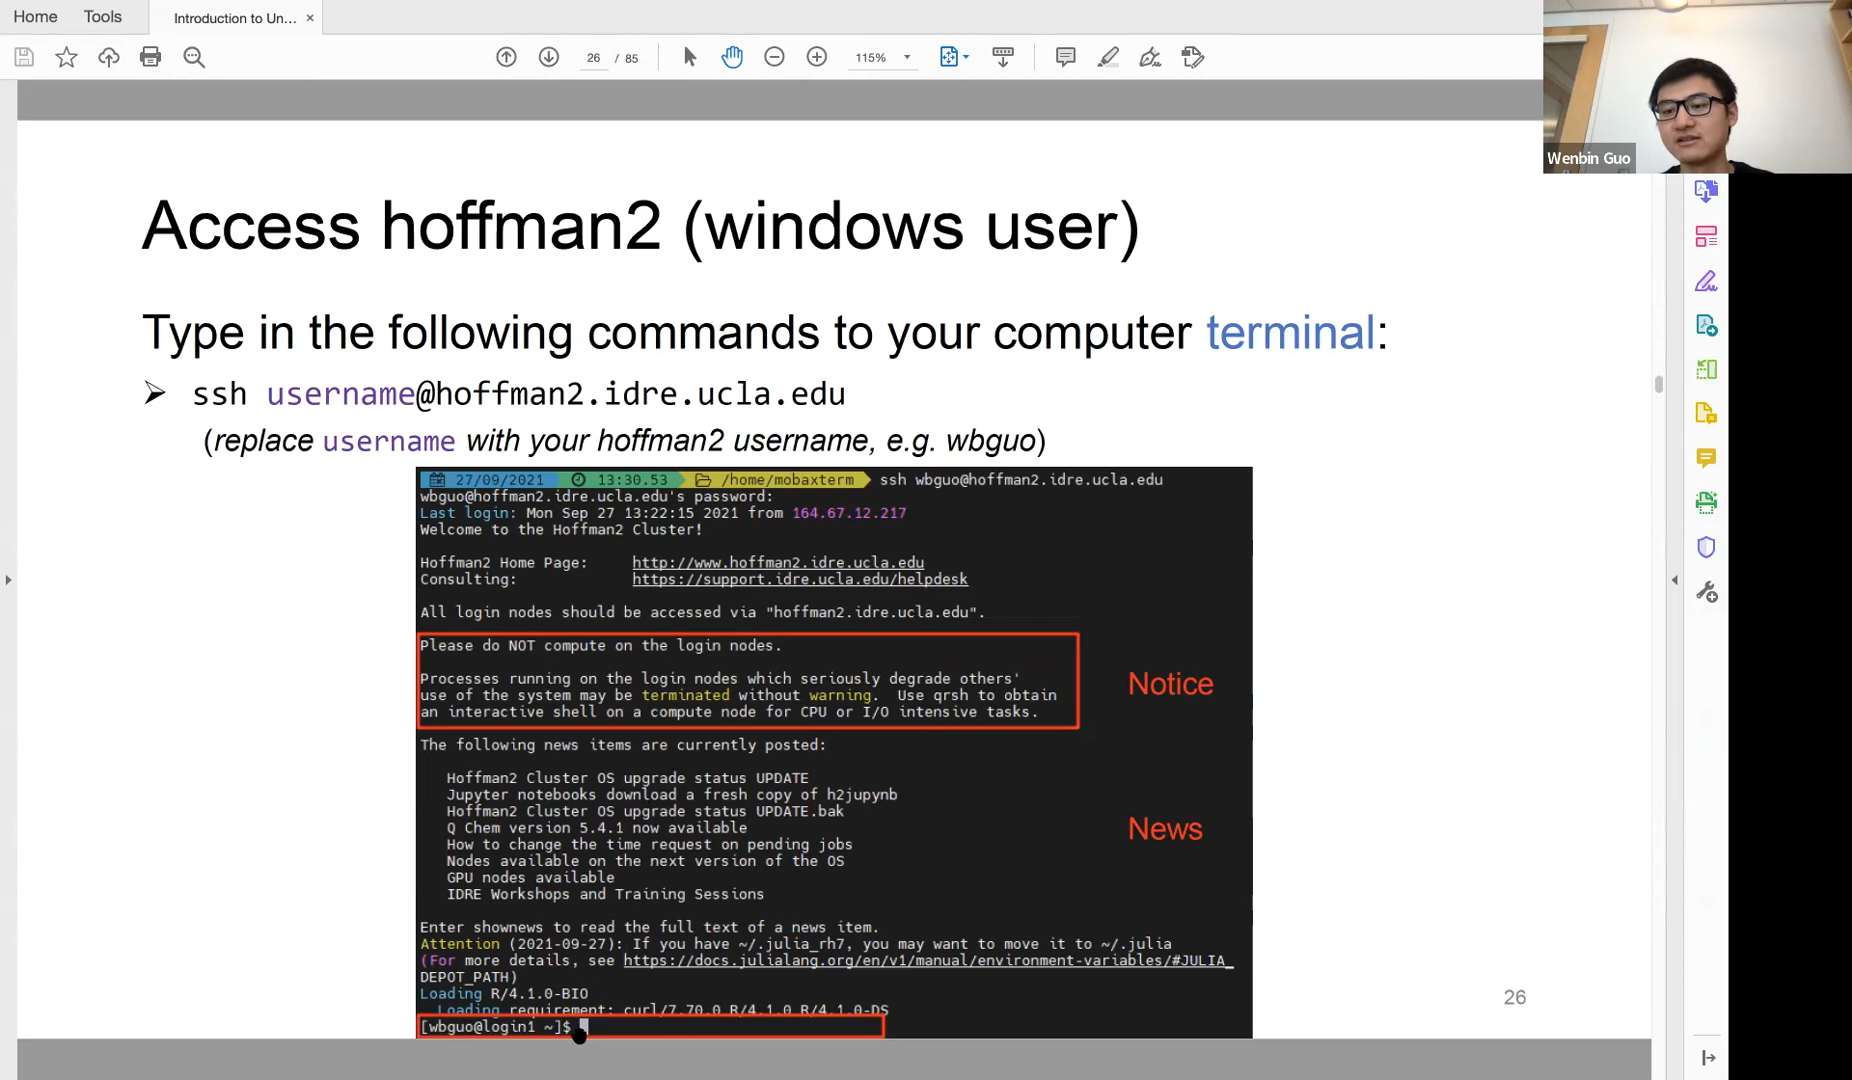 Home Tools Introduction to Un... ×
26 / 85 115%
Wenbin Guo
Access hoffman2 (windows user)
Type in the following commands to your computer terminal:
➢ ssh username@hoffman2.idre.ucla.edu
(replace username with your hoffman2 username, e.g. wbguo)
27/09/2021 13:30.53 /home/mobaxterm ssh wbguo@hoffman2.idre.ucla.edu
wbguo@hoffman2.idre.ucla.edu's password:
Last login: Mon Sep 27 13:22:15 2021 from 164.67.12.217
Welcome to the Hoffman2 Cluster!
Hoffman2 Home Page: http://www.hoffman2.idre.ucla.edu
Consulting: https://support.idre.ucla.edu/helpdesk
All login nodes should be accessed via "hoffman2.idre.ucla.edu".
Please do NOT compute on the login nodes.
Processes running on the login nodes which seriously degrade others'
use of the system may be terminated without warning. Use qrsh to obtain
an interactive shell on a compute node for CPU or I/O intensive tasks.
Notice
The following news items are currently posted:
Hoffman2 Cluster OS upgrade status UPDATE
Jupyter notebooks download a fresh copy of h2jupynb
Hoffman2 Cluster OS upgrade status UPDATE.bak
Q Chem version 5.4.1 now available
How to change the time request on pending jobs
Nodes available on the next version of the OS
GPU nodes available
IDRE Workshops and Training Sessions
News
Enter shownews to read the full text of a news item.
Attention (2021-09-27): If you have ~/.julia_rh7, you may want to move it to ~/.julia
(For more details, see https://docs.julialang.org/en/v1/manual/environment-variables/#JULIA_
DEPOT_PATH)
Loading R/4.1.0-BIO
Loading requirement: curl/7.70.0 R/4.1.0 R/4.1.0-DS
[wbguo@login1 ~]$
26